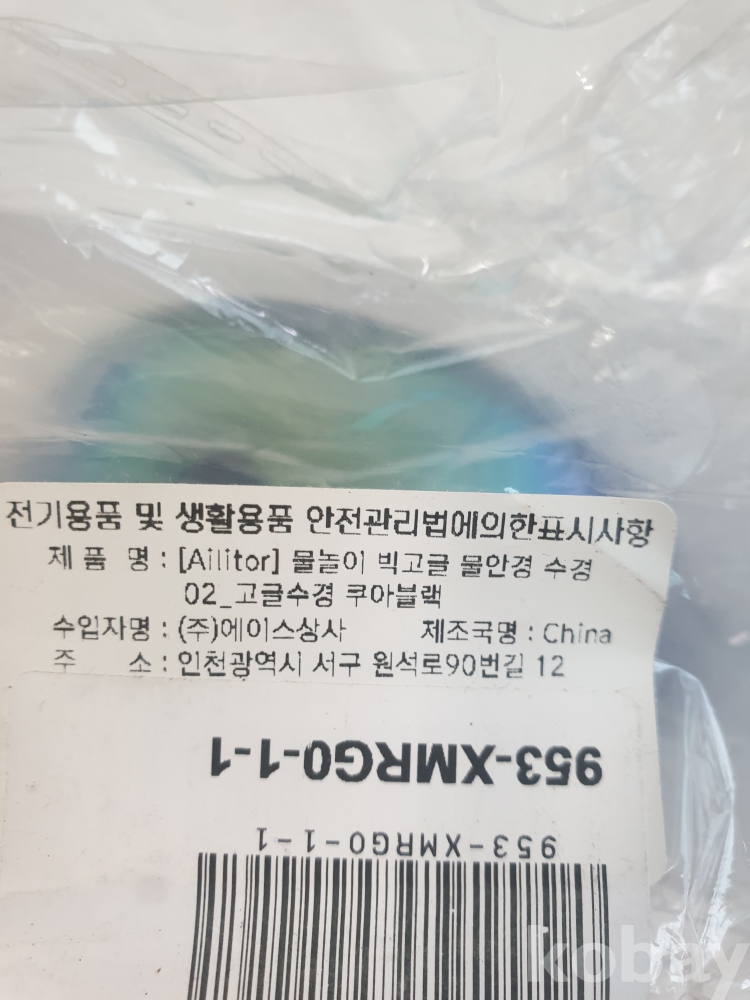 전기용품 및 생활용품 안전관리법에의한표시사항
제 품 명 : [Ailitor] 물놀이 빅고글 물안경 수경
02_고글수경 쿠아블랙
수입자명 : (주)에이스상사 제조국명 : China
주 소 : 인천광역시 서구 원석로90번길 12
953-XMRG0-1-1
953-XMRG0-1-1
kobay